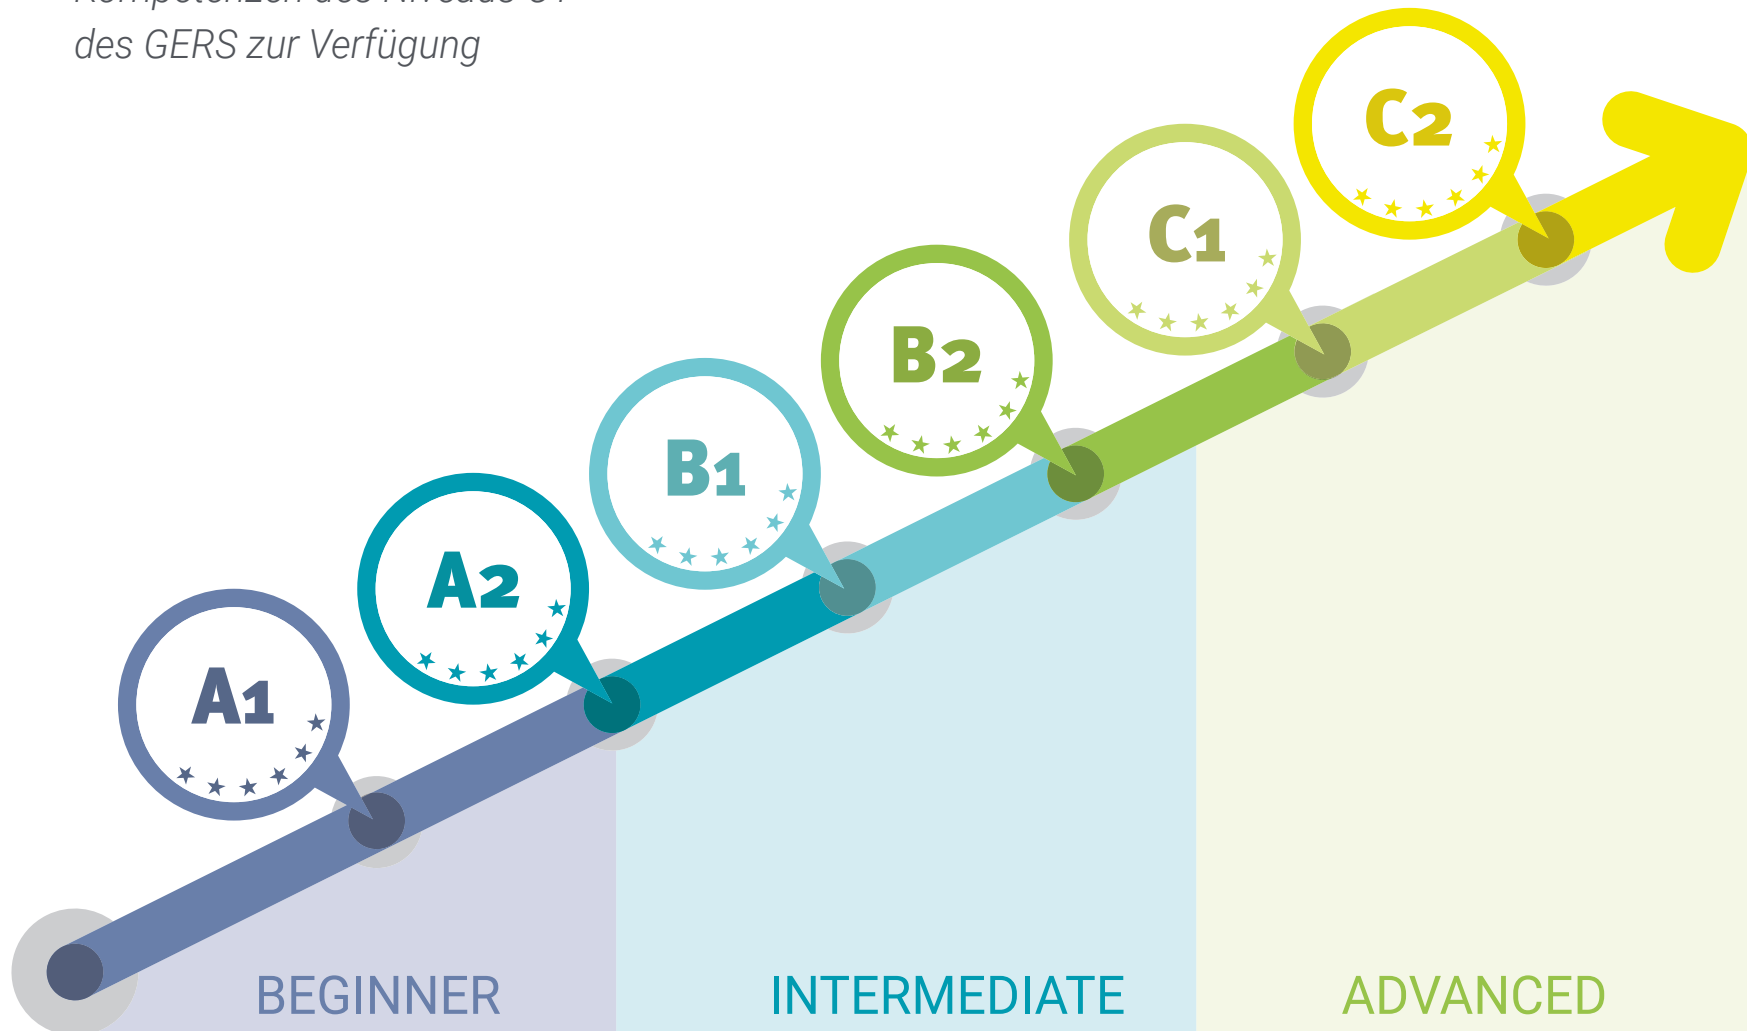 des GERS zur Verfügung
C2
C1
B2
B1
A2
A1
BEGINNER
INTERMEDIATE
ADVANCED